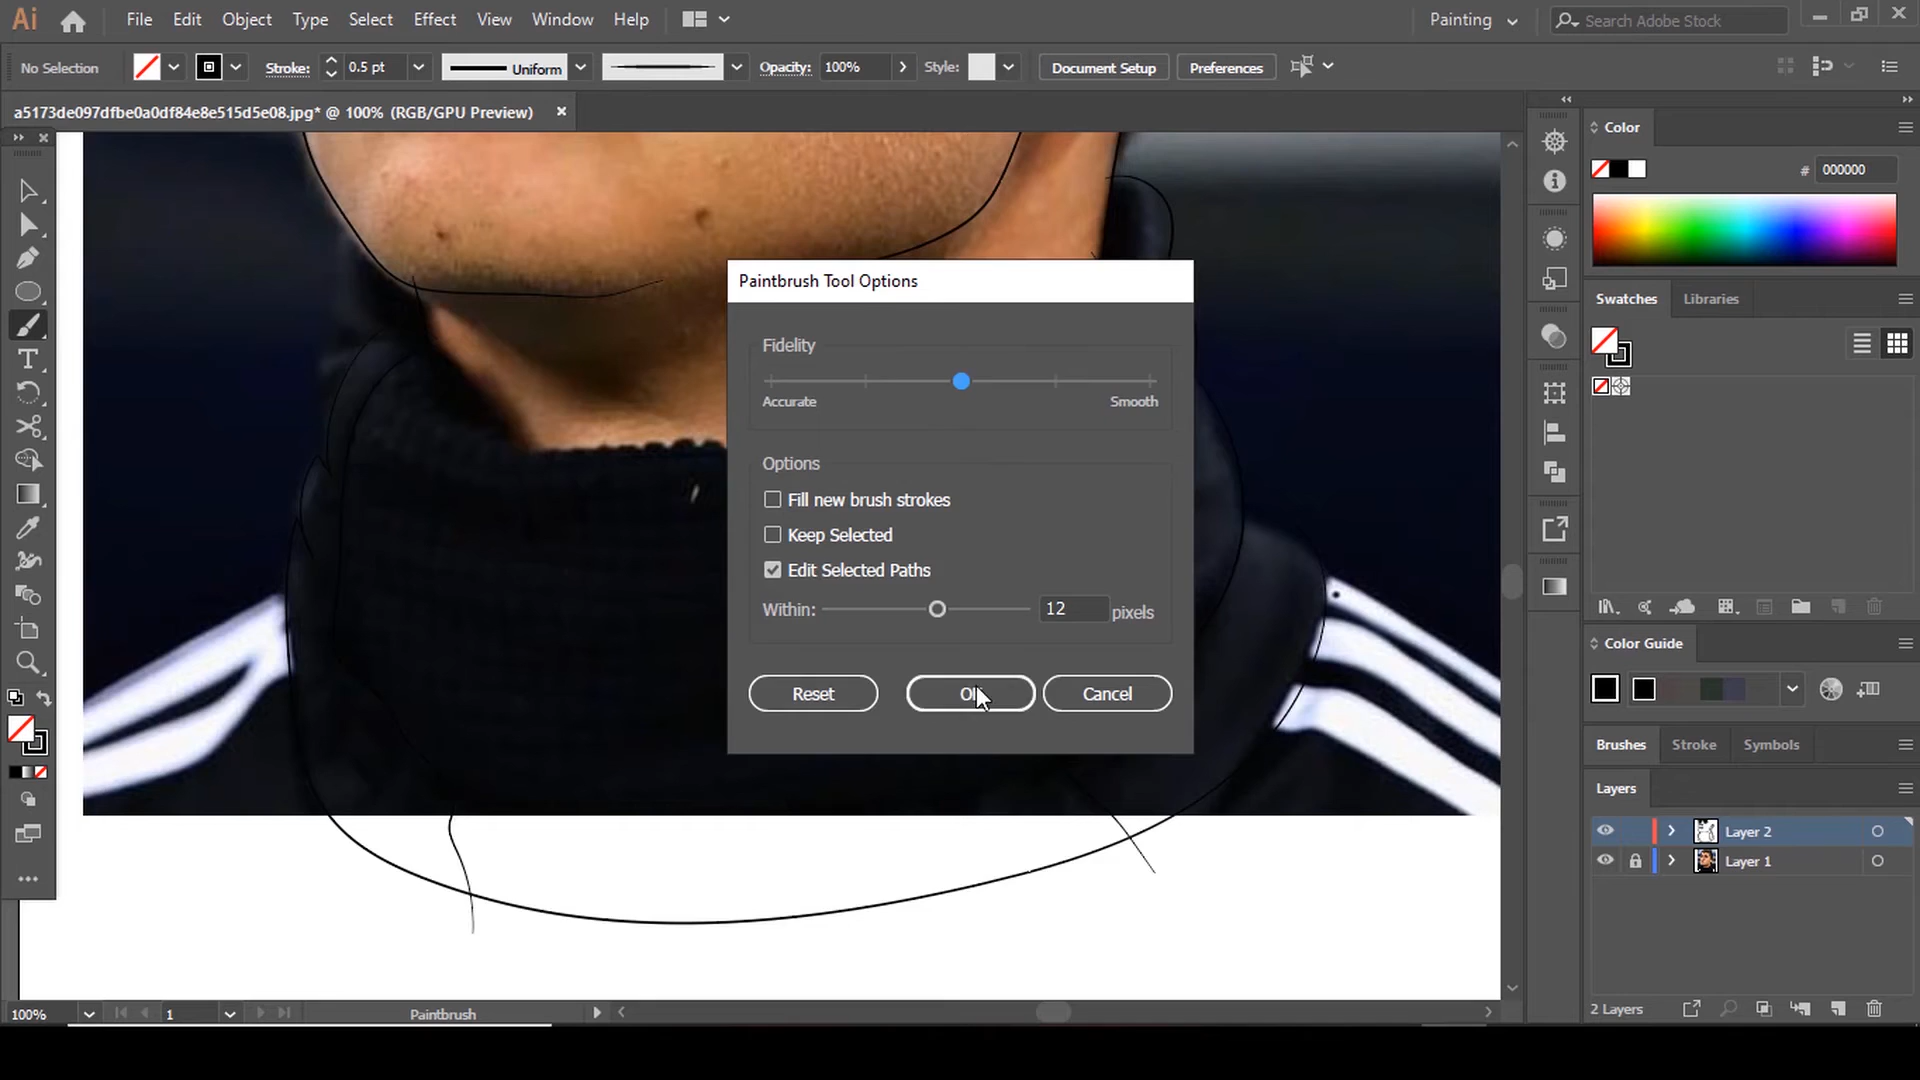 Ai File Edit Object Type Select Effect View Window Help Painting Search Adobe Stock
No Selection Stroke: 0.5 pt Uniform Opacity: 100% Style: Document Setup Preferences
a5173de097dfbe0a0df84e8e515d5e08.jpg* @ 100% (RGB/GPU Preview)
Color
# 000000
Swatches Libraries
Paintbrush Tool Options
Fidelity
Accurate Smooth
Options
Fill new brush strokes
Keep Selected
Edit Selected Paths
Within: 12 pixels
Reset OK Cancel
Color Guide
Brushes Stroke Symbols
Layers
Layer 2
Layer 1
2 Layers
100% 1 Paintbrush